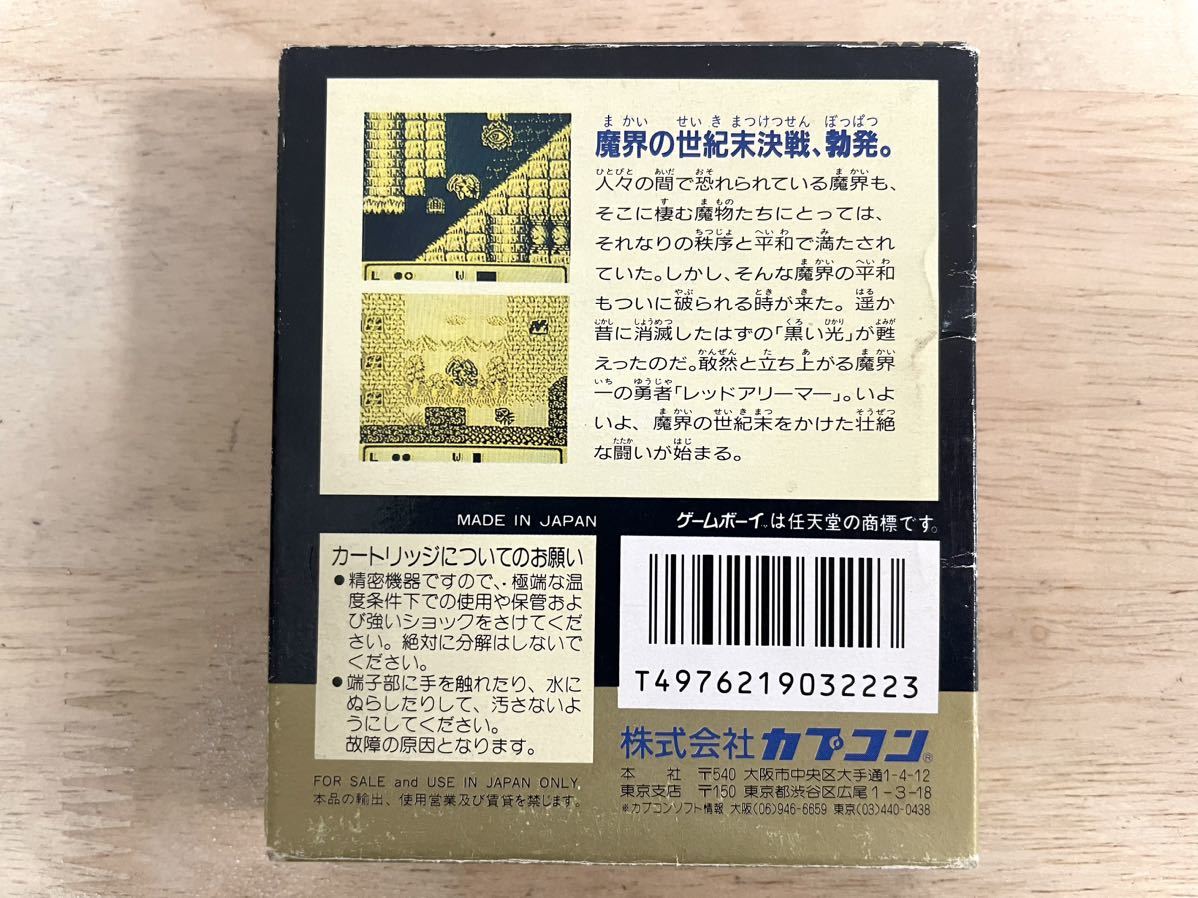 L W
L W
まかい せいきまつけつせん ぼっぱつ
魔界の世紀末決戦、勃発。
ひとびと あいだ おそ まかい
人々の間で恐れられている魔界も、
す まもの
そこに棲む魔物たちにとっては、
ちつじょ へいわ み
それなりの秩序と平和で満たされ
まかい へいわ
ていた。しかし、そんな魔界の平和
やぶ とき き はる
もついに破られる時が来た。遥か
むかし しょうめつ くろ ひかり よみが
昔に消滅したはずの「黒い光」が甦
かんぜん た あ まかい
えったのだ。敢然と立ち上がる魔界
いち ゆうじゃ
一の勇者「レッドアリーマー」。いよ
まかい せいきまつ そうぜつ
いよ、魔界の世紀末をかけた壮絶
たたか はじ
な闘いが始まる。
MADE IN JAPAN
ゲームボーイ™は任天堂の商標です。
カートリッジについてのお願い
●精密機器ですので、極端な温
度条件下での使用や保管およ
び強いショックをさけてくだ
さい。絶対に分解はしないで
ください。
●端子部に手を触れたり、水に
ぬらしたりして、汚さないよ
うにしてください。
故障の原因となります。
FOR SALE and USE IN JAPAN ONLY.
本品の輸出、使用営業及び賃貸を禁じます。
T4976219032223
株式会社カプコン®
本 社 〒540 大阪市中央区大手通1-4-12
東京支店 〒150 東京都渋谷区広尾1-3-18
※カプコンソフト情報 大阪(06)946-6659 東京(03)440-0438